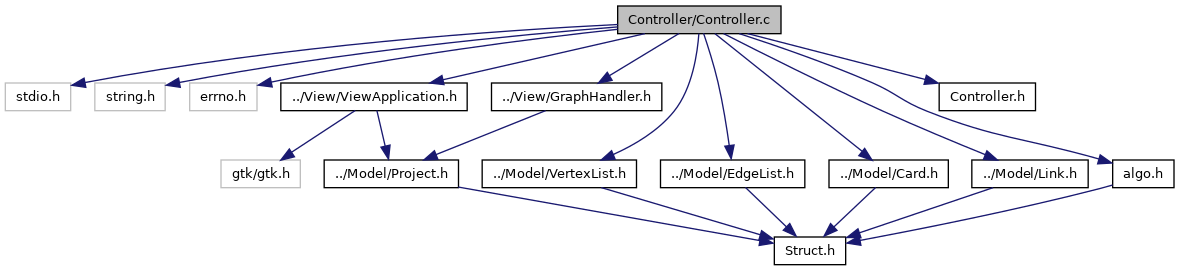 Controller/Controller.c
stdio.h
string.h
errno.h
../View/ViewApplication.h
../View/GraphHandler.h
Controller.h
gtk/gtk.h
../Model/Project.h
../Model/VertexList.h
../Model/EdgeList.h
../Model/Card.h
../Model/Link.h
algo.h
Struct.h